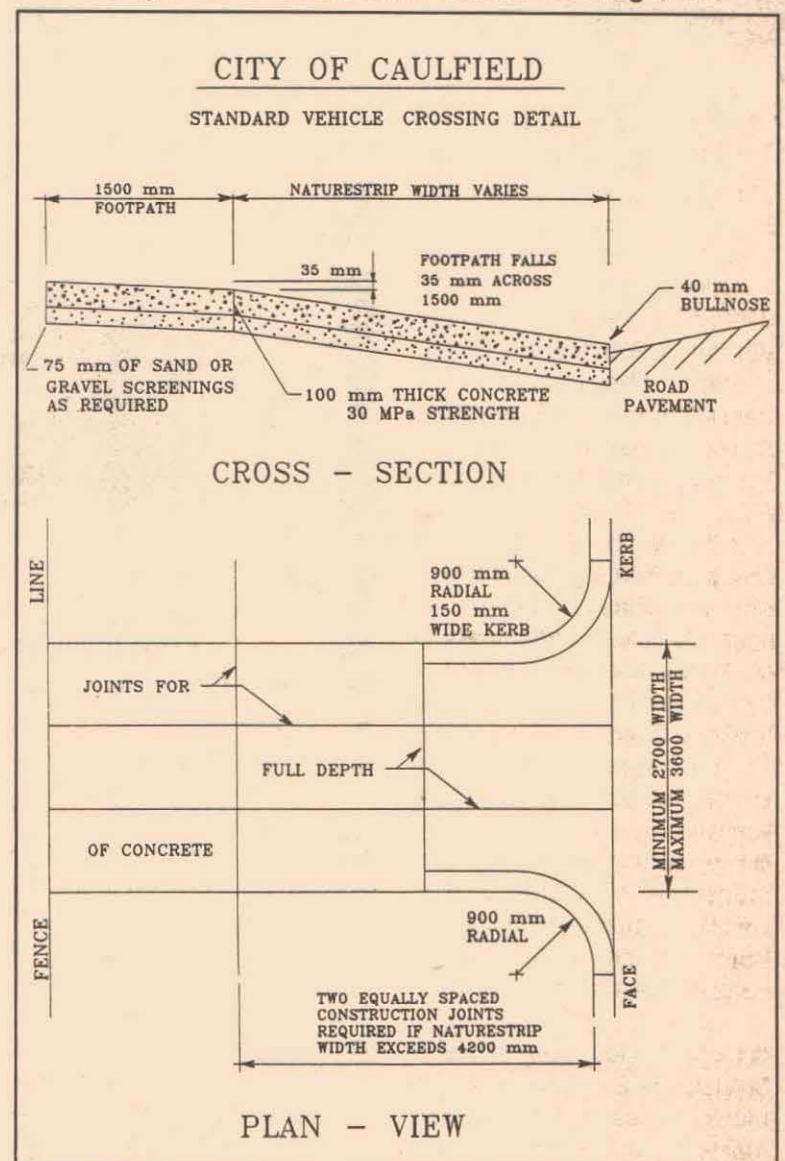 CITY OF CAULFIELD
STANDARD VEHICLE CROSSING DETAIL
1500 mm
FOOTPATH
NATURESTRIP WIDTH VARIES
35 mm
FOOTPATH FALLS
35 mm ACROSS
1500 mm
40 mm
BULLNOSE
75 mm OF SAND OR
GRAVEL SCREENINGS
AS REQUIRED
100 mm THICK CONCRETE
30 MPa STRENGTH
ROAD
PAVEMENT
CROSS - SECTION
LINE
900 mm
RADIAL
150 mm
WIDE KERB
KERB
JOINTS FOR
FULL DEPTH
MINIMUM 2700 WIDTH
MAXIMUM 3600 WIDTH
OF CONCRETE
FENCE
900 mm
RADIAL
FACE
TWO EQUALLY SPACED
CONSTRUCTION JOINTS
REQUIRED IF NATURESTRIP
WIDTH EXCEEDS 4200 mm
PLAN - VIEW